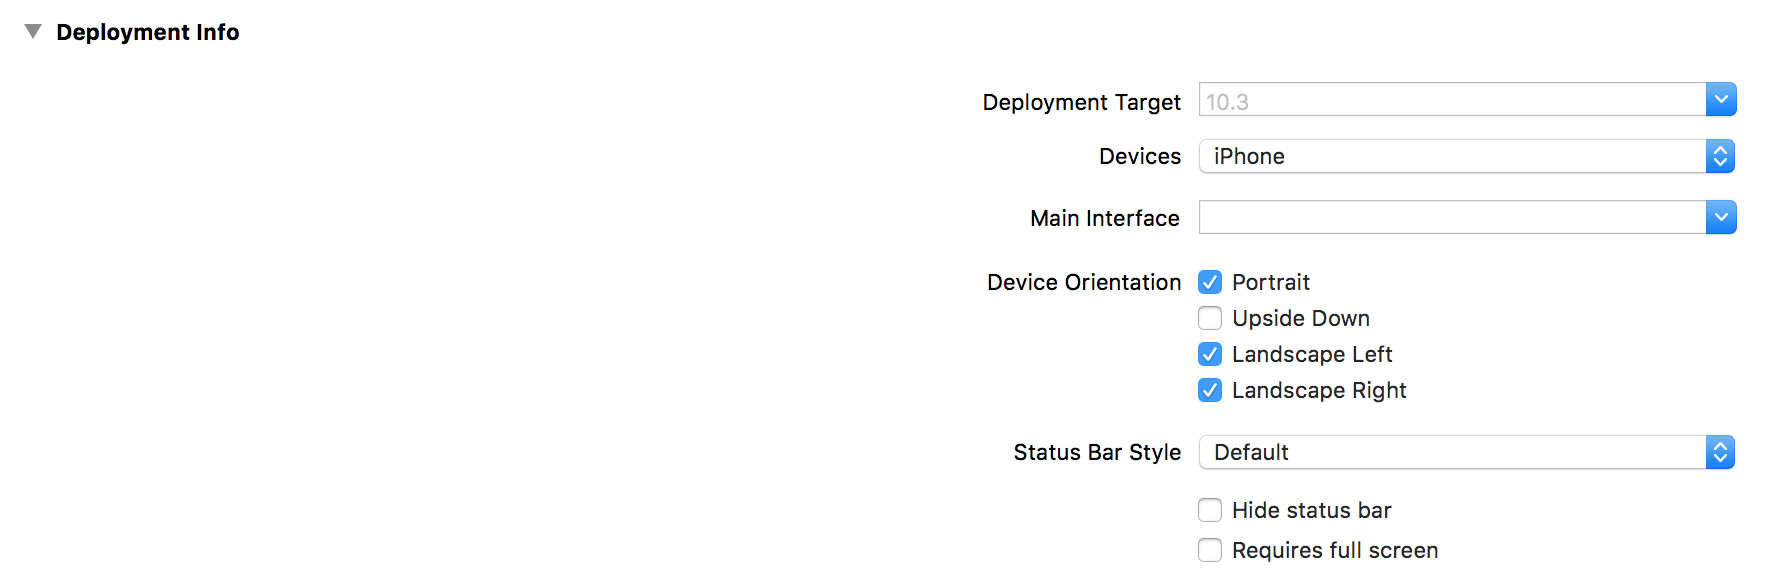 Deployment Info
Deployment Target 10.3
Devices iPhone
Main Interface
Device Orientation Portrait
Upside Down
Landscape Left
Landscape Right
Status Bar Style Default
Hide status bar
Requires full screen